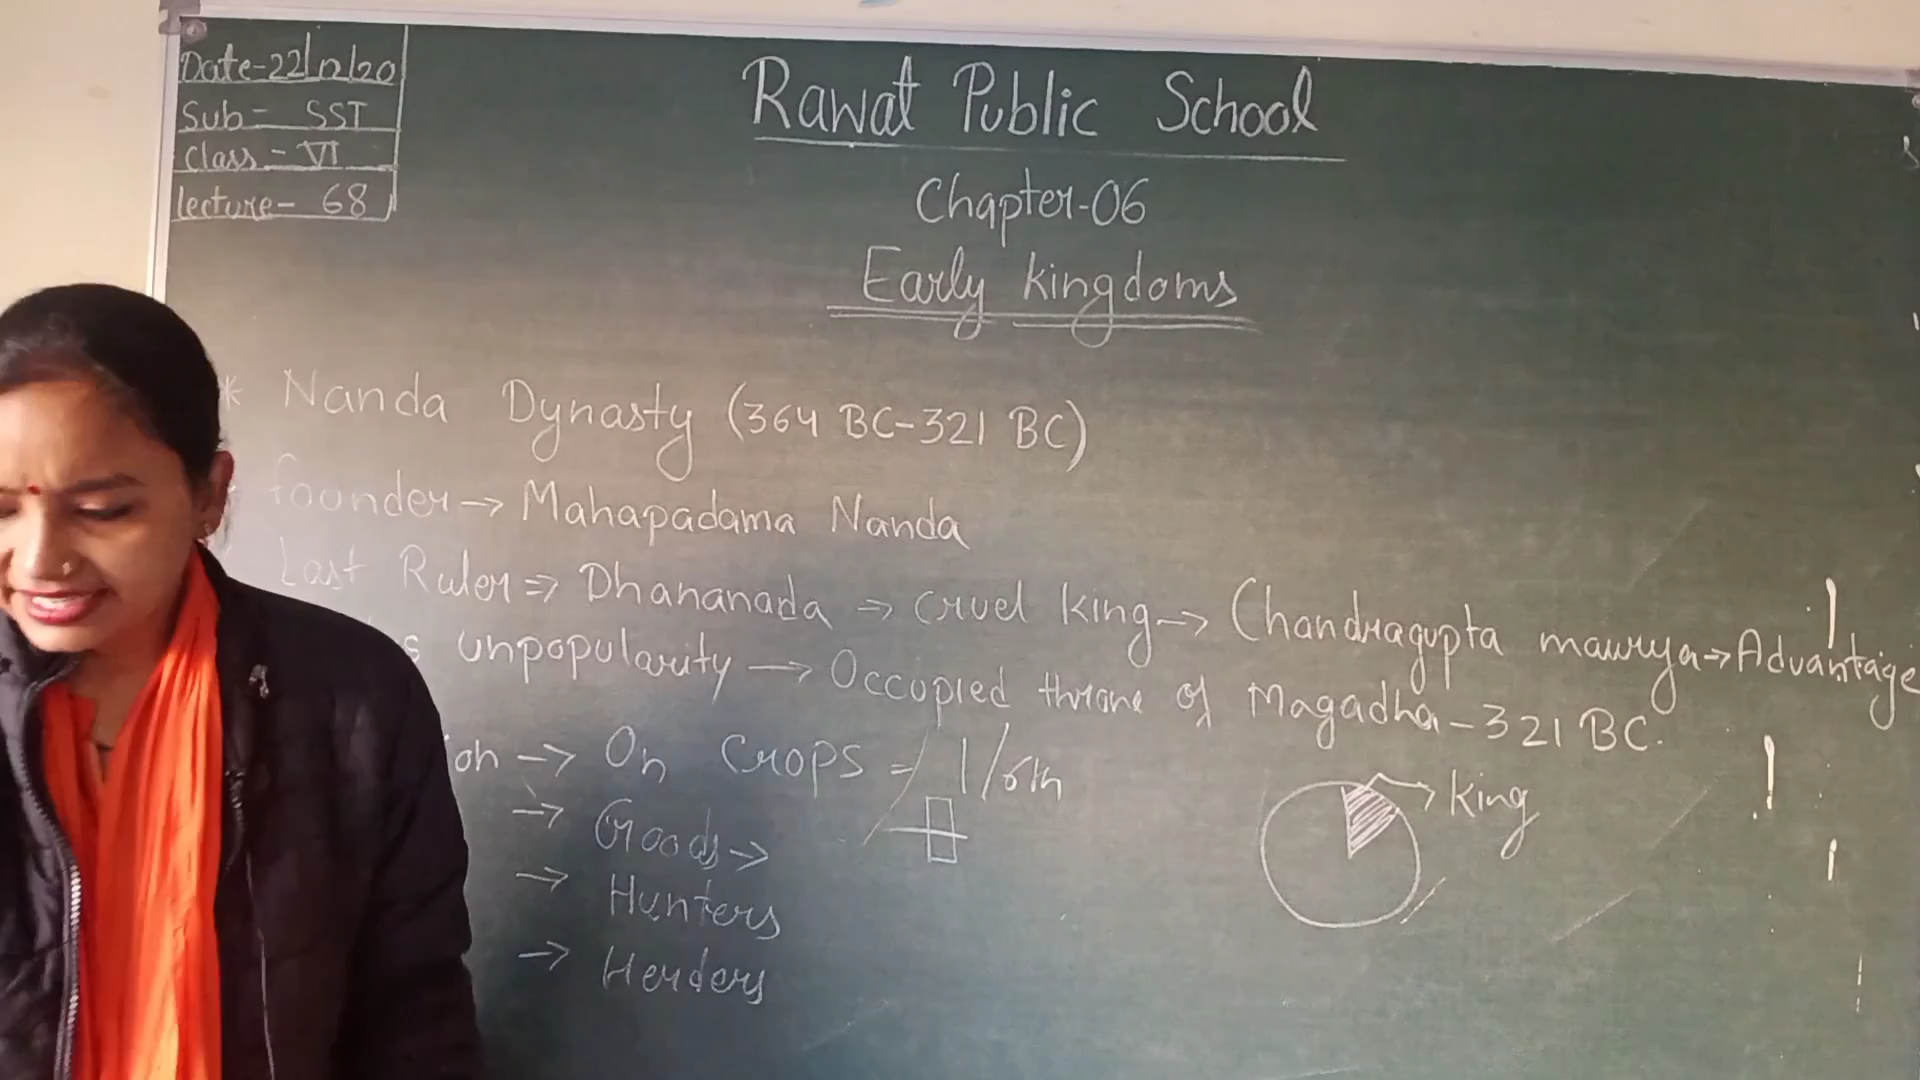 Date-22/12/20
Sub- SST
Class-VI
lecture- 68
Rawat Public School
Chapter-06
Early kingdoms
* Nanda Dynasty (364 BC-321 BC)
founder→ Mahapadama Nanda
Last Ruler⇒ Dhananada ⇒ cruel king→ Chandragupta maurya→Advantage
unpopularity → Occupied throne of Magadha-321 BC.
→ On Crops = 1/6th
→ Goods→
→ Hunters
→ Herders
→ king